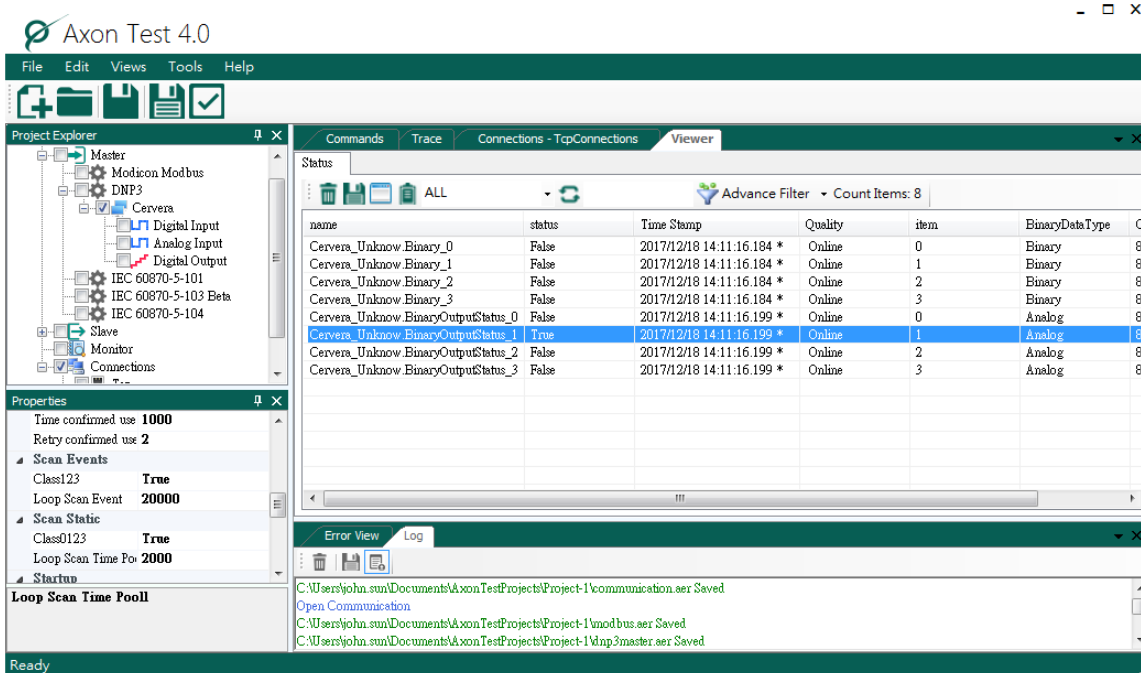 Axon Test 4.0
File Edit Views Tools Help
Project Explorer
Master
Modicon Modbus
DNP3
Cervera
Digital Input
Analog Input
Digital Output
IEC 60870-5-101
IEC 60870-5-103 Beta
IEC 60870-5-104
Slave
Monitor
Connections
Properties
Time confirmed use 1000
Retry confirmed use 2
Scan Events
Class123 True
Loop Scan Event 20000
Scan Static
Class0123 True
Loop Scan Time Poo 2000
Startup
Loop Scan Time Pooll
Commands Trace Connections - TcpConnections Viewer
Status
ALL Advance Filter Count Items: 8
name status Time Stamp Quality item BinaryDataType
Cervera_Unknow.Binary_0 False 2017/12/18 14:11:16.184 * Online 0 Binary 8
Cervera_Unknow.Binary_1 False 2017/12/18 14:11:16.184 * Online 1 Binary 8
Cervera_Unknow.Binary_2 False 2017/12/18 14:11:16.184 * Online 2 Binary 8
Cervera_Unknow.Binary_3 False 2017/12/18 14:11:16.184 * Online 3 Binary 8
Cervera_Unknow.BinaryOutputStatus_0 False 2017/12/18 14:11:16.199 * Online 0 Analog 8
Cervera_Unknow.BinaryOutputStatus_1 True 2017/12/18 14:11:16.199 * Online 1 Analog 8
Cervera_Unknow.BinaryOutputStatus_2 False 2017/12/18 14:11:16.199 * Online 2 Analog 8
Cervera_Unknow.BinaryOutputStatus_3 False 2017/12/18 14:11:16.199 * Online 3 Analog 8
Error View Log
C:\Users\john.sun\Documents\AxonTestProjects\Project-1\communication.aer Saved
Open Communication
C:\Users\john.sun\Documents\AxonTestProjects\Project-1\modbus.aer Saved
C:\Users\john.sun\Documents\AxonTestProjects\Project-1\dnp3master.aer Saved
Ready